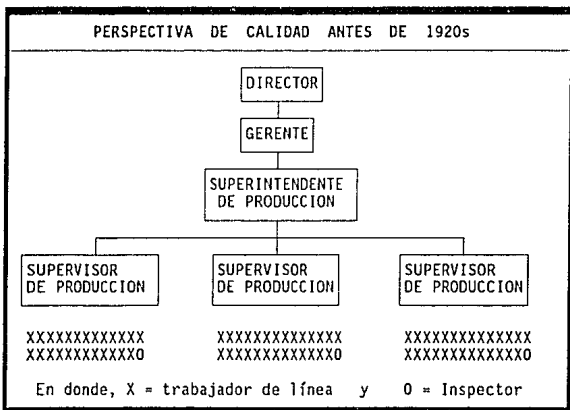 PERSPECTIVA DE CALIDAD ANTES DE 1920s
DIRECTOR
GERENTE
SUPERINTENDENTE
DE PRODUCCION
SUPERVISOR
DE PRODUCCION
SUPERVISOR
DE PRODUCCION
SUPERVISOR
DE PRODUCCION
XXXXXXXXXXXXX XXXXXXXXXXXXXX XXXXXXXXXXXXXX
XXXXXXXXXXXXO XXXXXXXXXXXXXO XXXXXXXXXXXXXO
En donde, X = trabajador de línea y O = Inspector